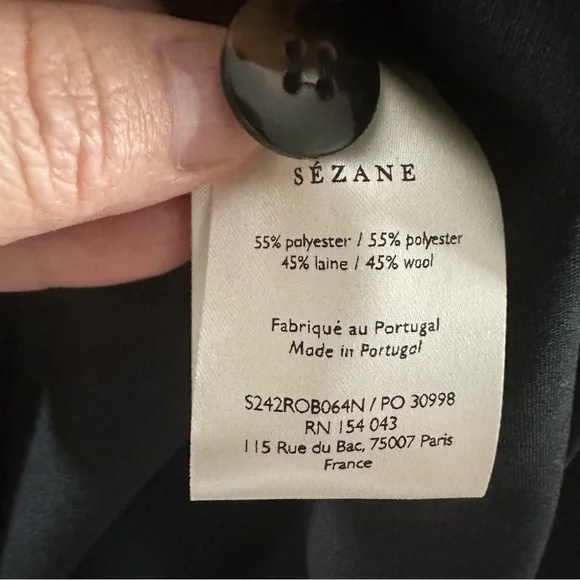 SÉZANE
55% polyester / 55% polyester
45% laine / 45% wool
Fabriqué au Portugal
Made in Portugal
S242ROB064N / PO 30998
RN 154 043
115 Rue du Bac, 75007 Paris
France